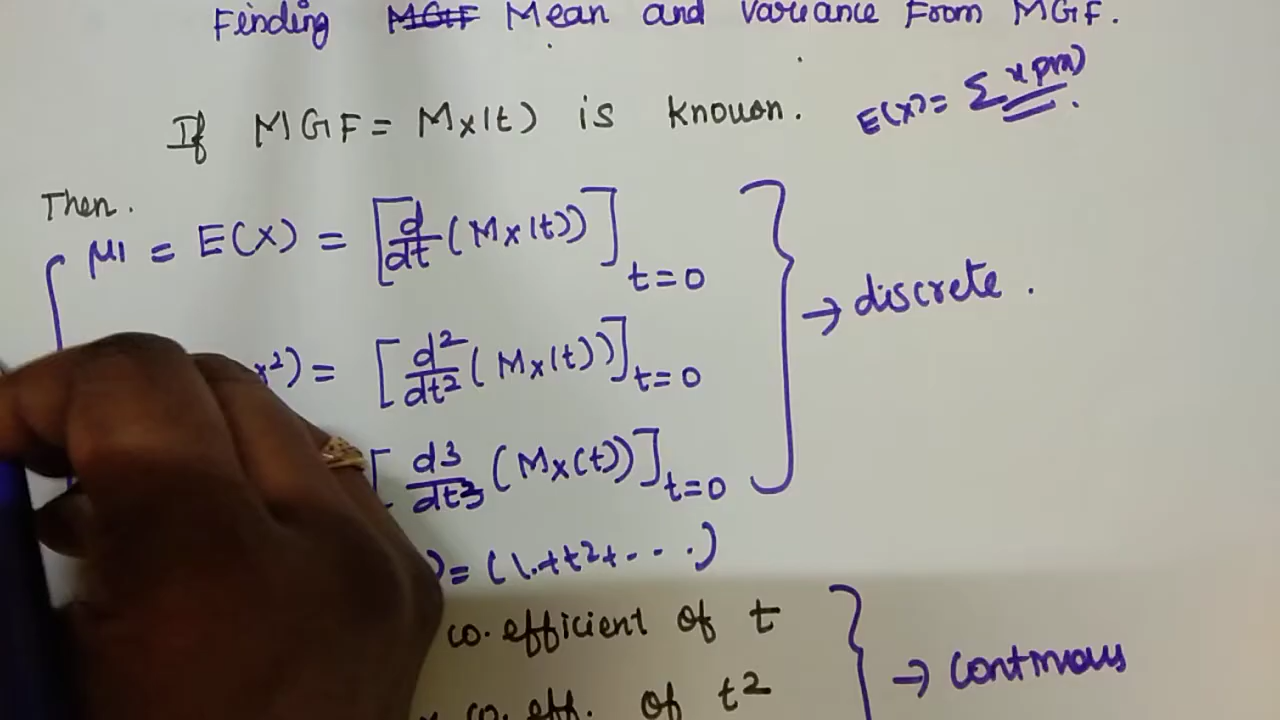 Finding MGF Mean and Variance From MGF.
If MGF = Mx(t) is known.
E(X) = Σ x p(x).
Then.
μ1 = E(X) = [d/dt (Mx(t))] t=0
x²) = [d²/dt² (Mx(t))] t=0
→ discrete.
[d3/dt3 (Mx(t))] t=0
) = (1.+t²+ - - .)
co.efficient of t
→ continuous
co.eff. of t²